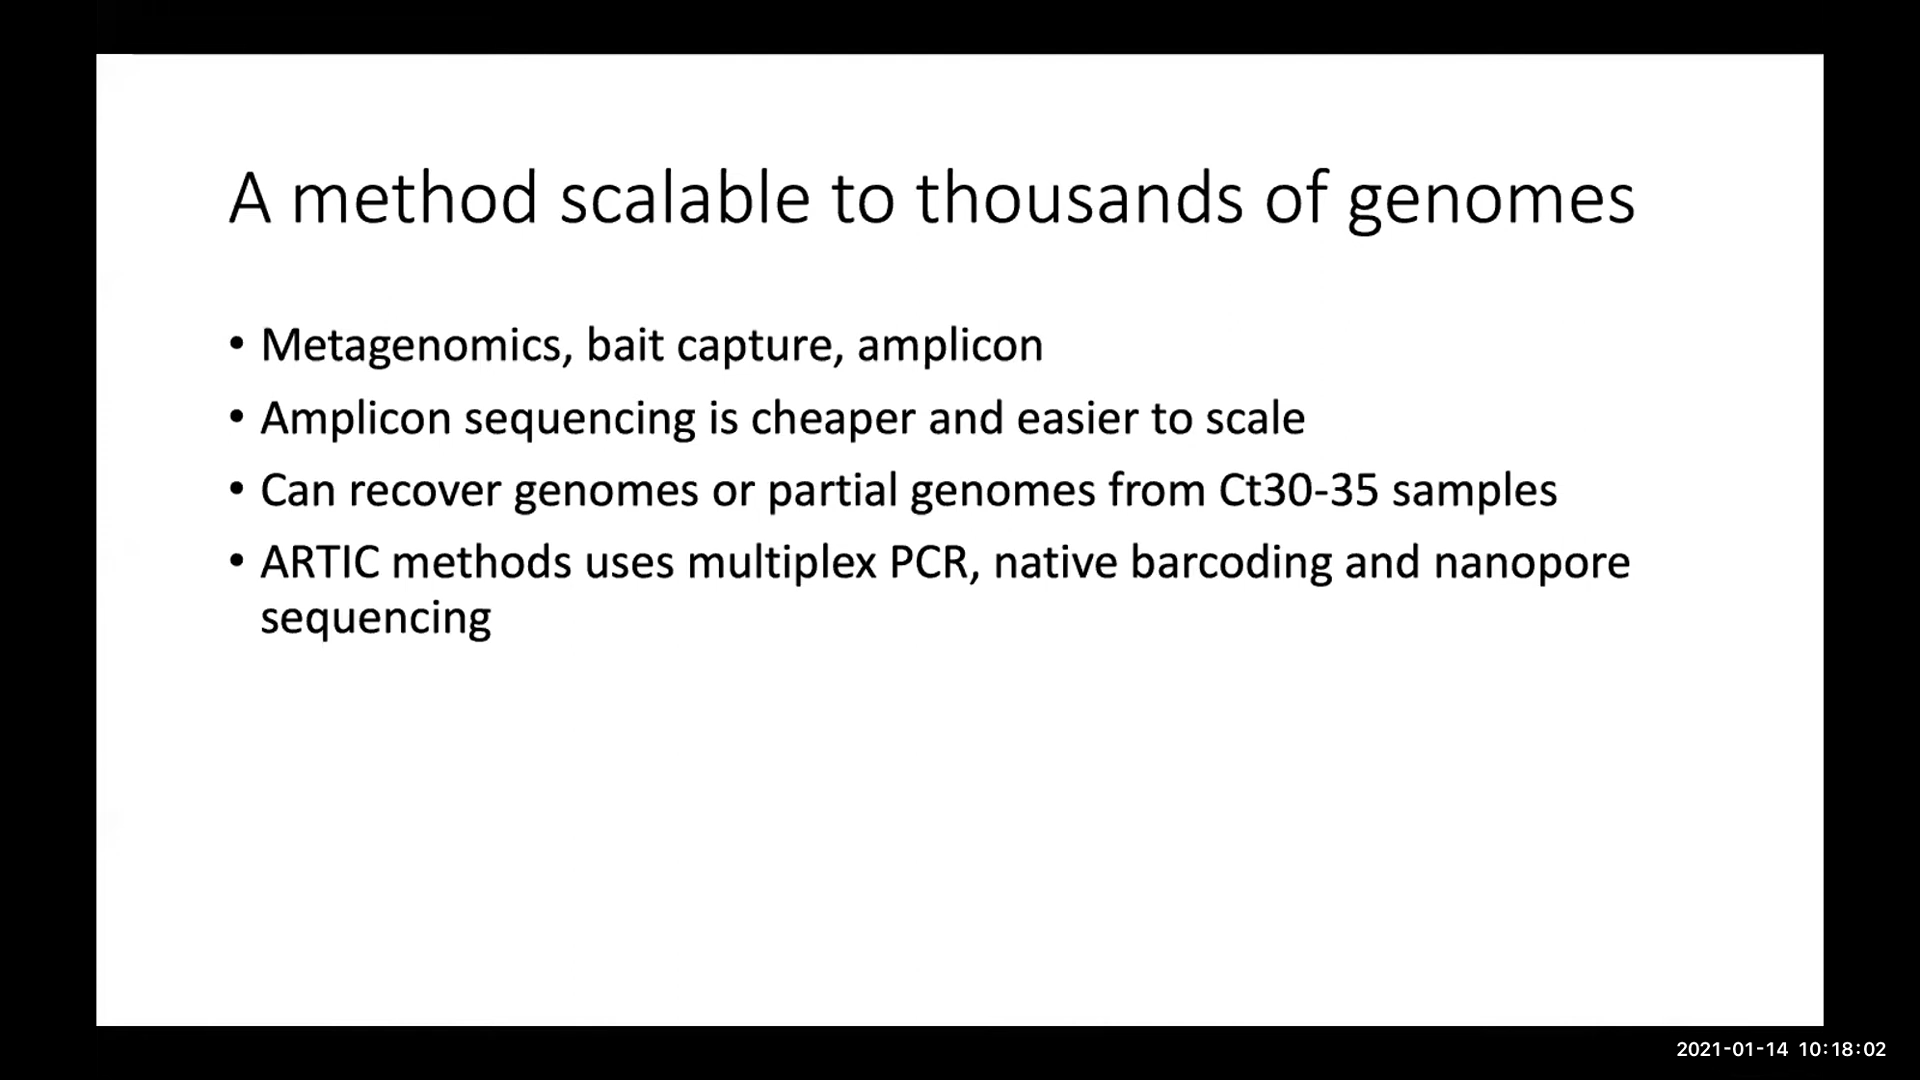 A method scalable to thousands of genomes
• Metagenomics, bait capture, amplicon
• Amplicon sequencing is cheaper and easier to scale
• Can recover genomes or partial genomes from Ct30-35 samples
• ARTIC methods uses multiplex PCR, native barcoding and nanopore
sequencing
2021-01-14 10:18:02